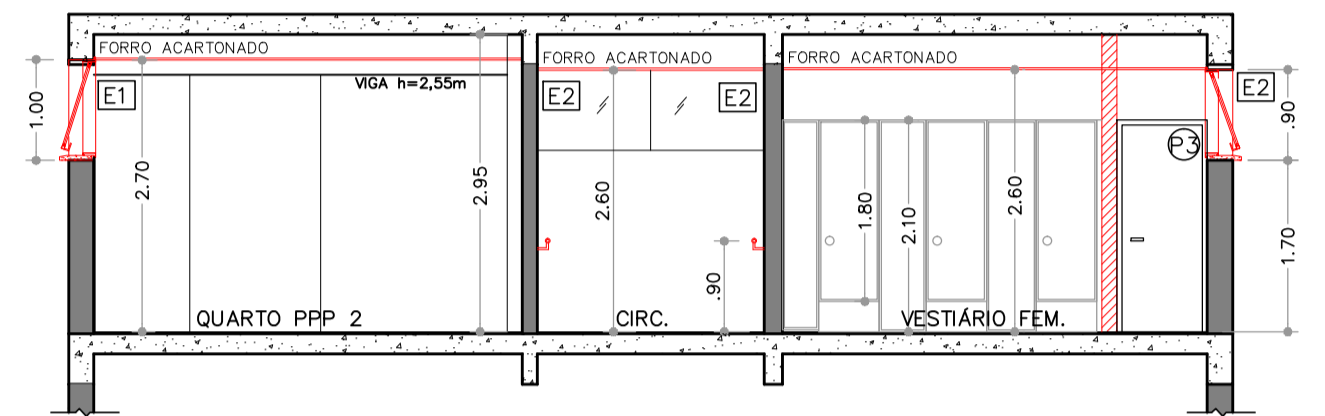 FORRO ACARTONADO
FORRO ACARTONADO
FORRO ACARTONADO
VIGA h=2,55m
E1
E2
E2
E2
P3
1.00
2.70
2.95
2.60
.90
1.80
2.10
2.60
.90
1.70
QUARTO PPP 2
CIRC.
VESTIÁRIO FEM.